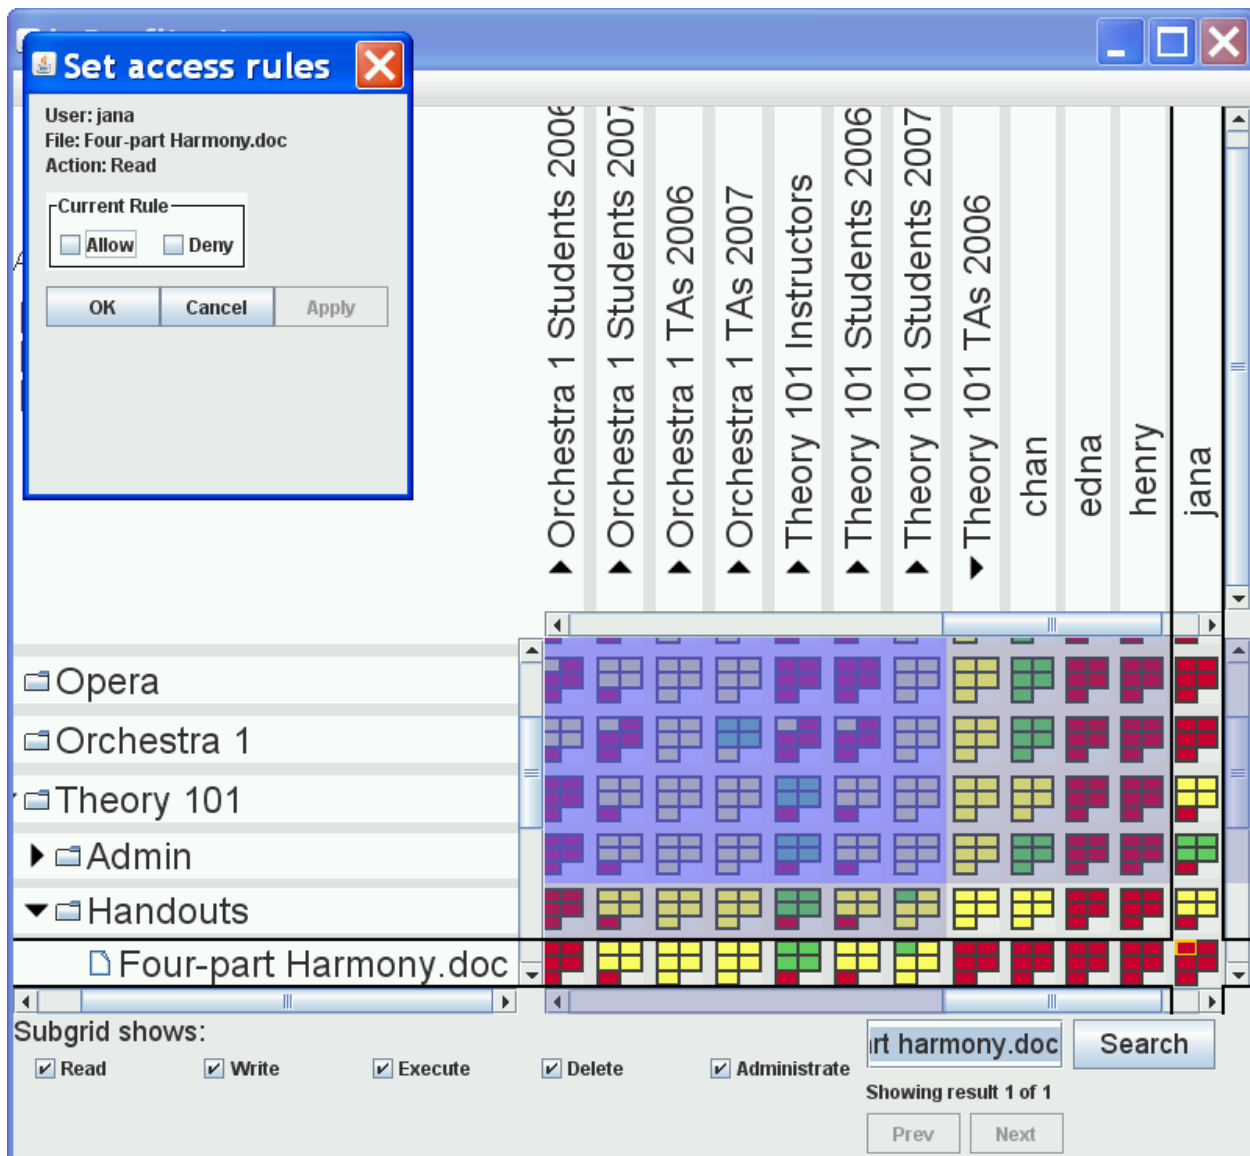 Set access rules
User: jana
File: Four-part Harmony.doc
Action: Read
Current Rule
Allow
Deny
OK
Cancel
Apply
Orchestra 1 Students 2006
Orchestra 1 Students 2007
Orchestra 1 TAs 2006
Orchestra 1 TAs 2007
Theory 101 Instructors
Theory 101 Students 2006
Theory 101 Students 2007
Theory 101 TAs 2006
chan
edna
henry
jana
Opera
Orchestra 1
Theory 101
Admin
Handouts
Four-part Harmony.doc
Subgrid shows:
Read
Write
Execute
Delete
Administrate
rt harmony.doc
Search
Showing result 1 of 1
Prev
Next